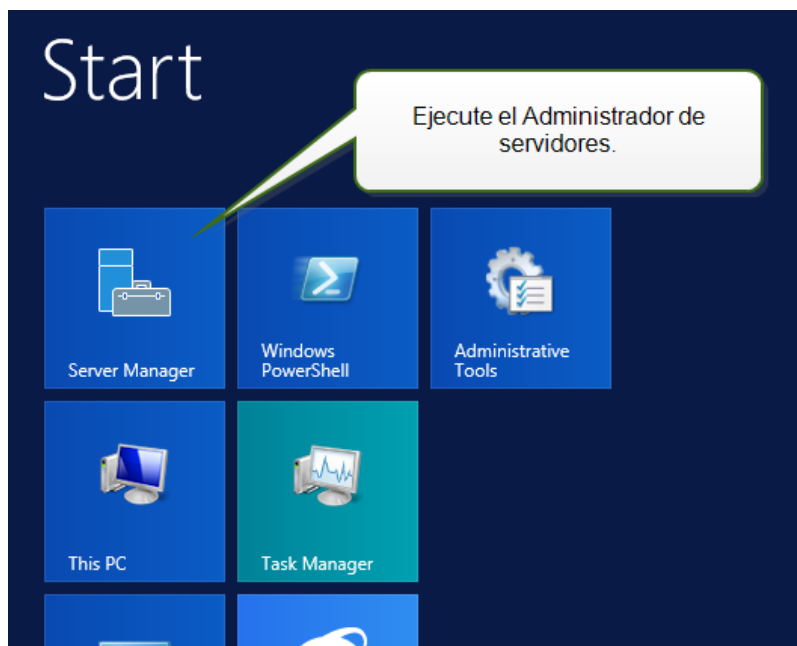 Start
Ejecute el Administrador de
servidores.
Server Manager
Windows
PowerShell
Administrative
Tools
This PC
Task Manager